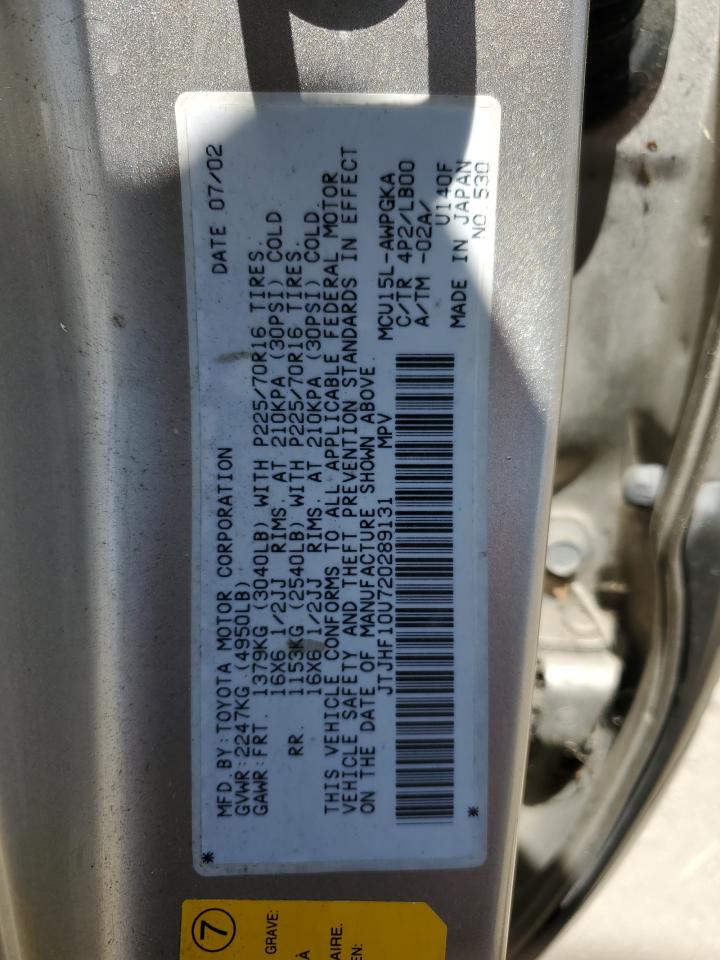 MFD. BY: TOYOTA MOTOR CORPORATION DATE 07/02
GVWR: 2247KG (4950LB)
GAWR: FRT. 1379KG (3040LB) WITH P225/70R16 TIRES.
16X6 1/2JJ RIMS. AT 210KPA (30PSI) COLD
RR. 1153KG (2540LB) WITH P225/70R16 TIRES.
16X6 1/2JJ RIMS. AT 210KPA (30PSI) COLD.
THIS VEHICLE CONFORMS TO ALL APPLICABLE FEDERAL MOTOR
VEHICLE SAFETY AND THEFT PREVENTION STANDARDS IN EFFECT
ON THE DATE OF MANUFACTURE SHOWN ABOVE.
JTJHF10U720289131 MPV
MCU15L-AWPGKA
C/TR 4P2/LB00
A/TM -02A/
U140F
MADE IN JAPAN
NO.530
* *
7
GRAVE:
À
AIRE.
EN: